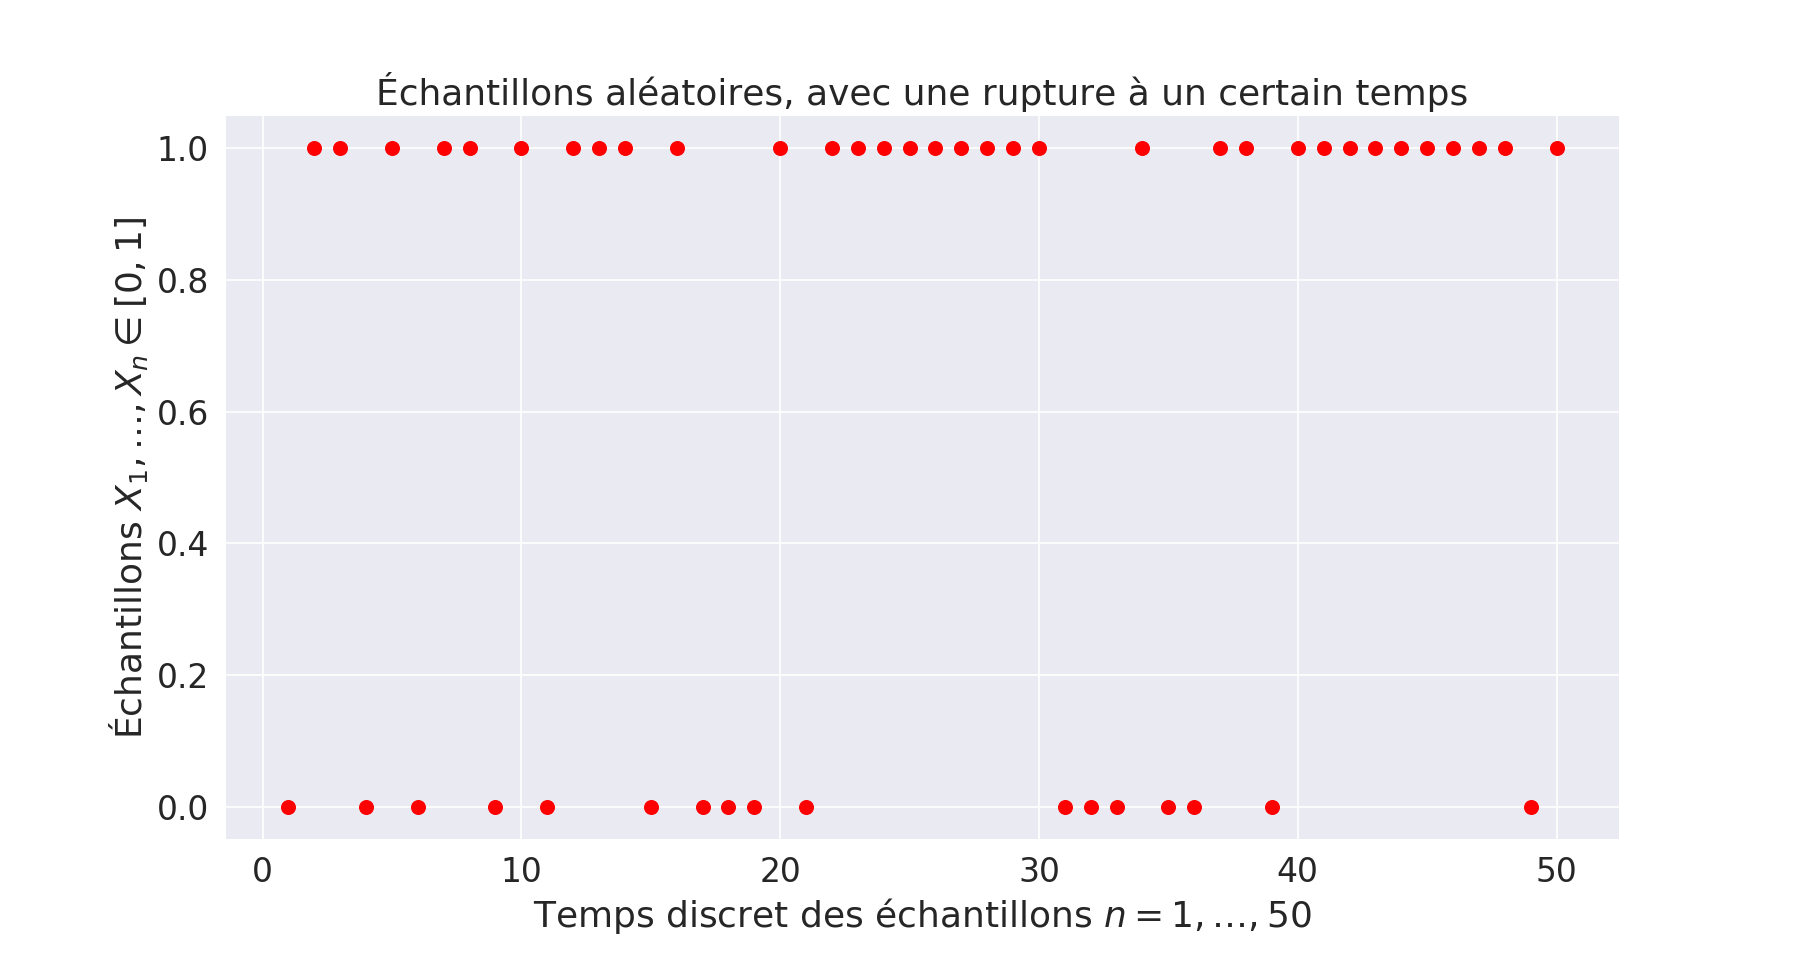 Échantillons aléatoires, avec une rupture à un certain temps
Échantillons X₁, …, Xₙ ∈ [0, 1]
1.0
0.8
0.6
0.4
0.2
0.0
0 10 20 30 40 50
Temps discret des échantillons n = 1, …, 50